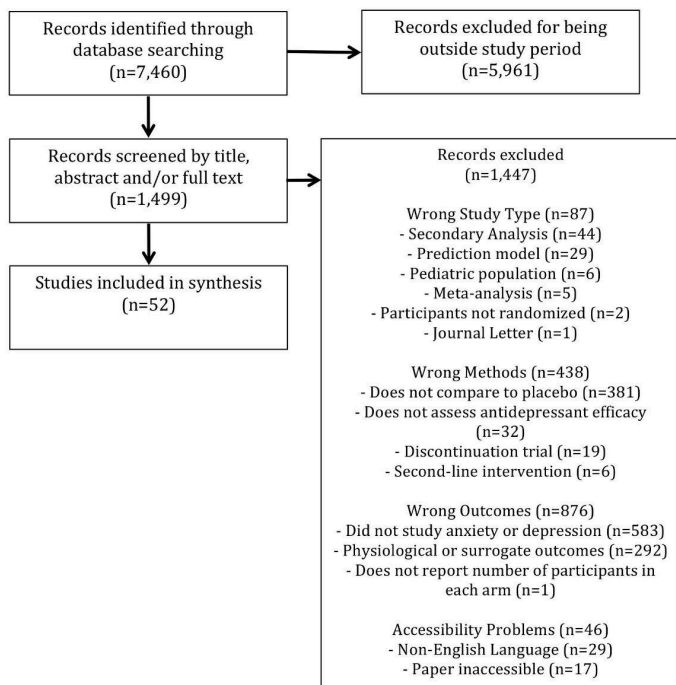 Records identified through
database searching
(n=7,460)
Records excluded for being
outside study period
(n=5,961)
Records screened by title,
abstract and/or full text
(n=1,499)
Studies included in synthesis
(n=52)
Records excluded
(n=1,447)
Wrong Study Type (n=87)
- Secondary Analysis (n=44)
- Prediction model (n=29)
- Pediatric population (n=6)
- Meta-analysis (n=5)
- Participants not randomized (n=2)
- Journal Letter (n=1)
Wrong Methods (n=438)
- Does not compare to placebo (n=381)
- Does not assess antidepressant efficacy
(n=32)
- Discontinuation trial (n=19)
- Second-line intervention (n=6)
Wrong Outcomes (n=876)
- Did not study anxiety or depression (n=583)
- Physiological or surrogate outcomes (n=292)
- Does not report number of participants in
each arm (n=1)
Accessibility Problems (n=46)
- Non-English Language (n=29)
- Paper inaccessible (n=17)